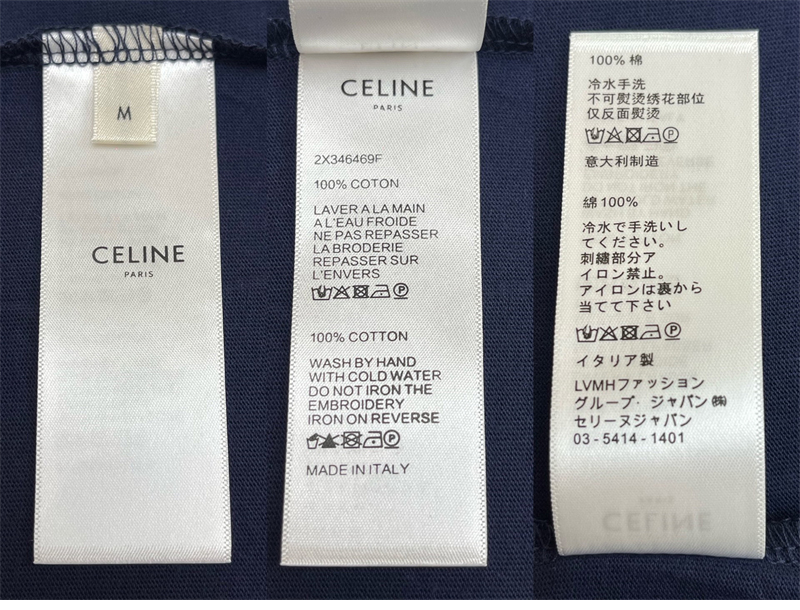 M
CELINE
PARIS
CELINE
PARIS
2X346469F
100% COTON
LAVER A LA MAIN
A L'EAU FROIDE
NE PAS REPASSER
LA BRODERIE
REPASSER SUR
L'ENVERS
100% COTTON
WASH BY HAND
WITH COLD WATER
DO NOT IRON THE
EMBROIDERY
IRON ON REVERSE
MADE IN ITALY
100% 棉
冷水手洗
不可熨烫绣花部位
仅反面熨烫
意大利制造
綿 100%
冷水で手洗いし
てください。
刺繍部分ア
イロン禁止。
アイロンは裏から
当てて下さい
イタリア製
LVMHファッション
グループ・ジャパン㈱
セリーヌジャパン
03 - 5414 - 1401